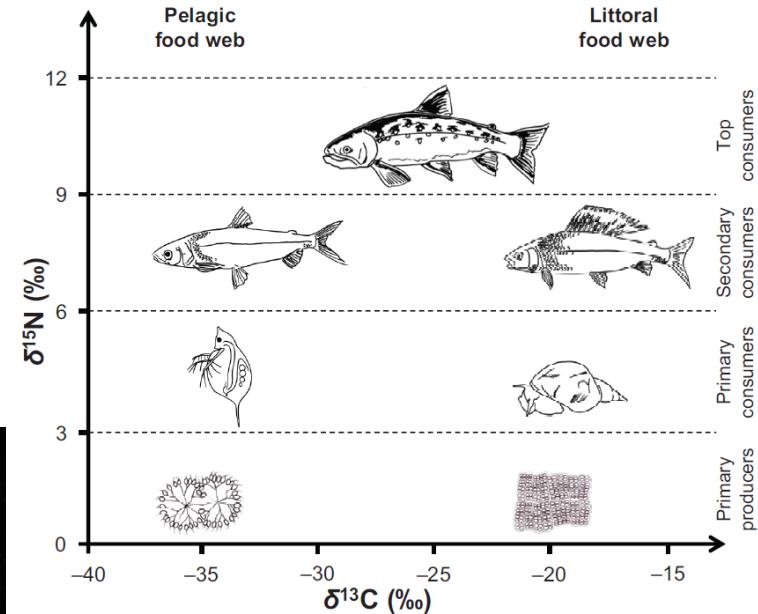 Pelagic
food web
Littoral
food web
12
9
6
3
0
δ¹⁵N (‰)
Top
consumers
Secondary
consumers
Primary
consumers
Primary
producers
–40
–35
–30
–25
–20
–15
δ¹³C (‰)